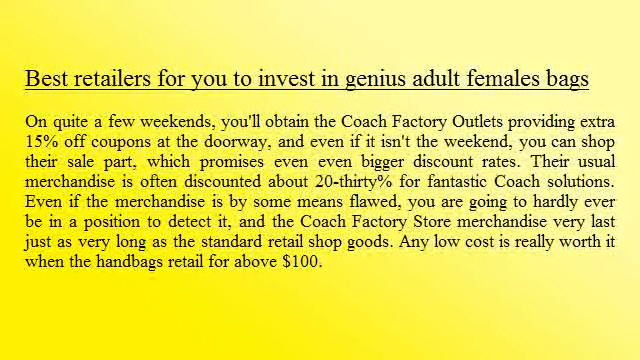 Best retailers for you to invest in genius adult females bags
On quite a few weekends, you'll obtain the Coach Factory Outlets providing extra
15% off coupons at the doorway, and even if it isn't the weekend, you can shop
their sale part, which promises even even bigger discount rates. Their usual
merchandise is often discounted about 20-thirty% for fantastic Coach solutions.
Even if the merchandise is by some means flawed, you are going to hardly ever
be in a position to detect it, and the Coach Factory Store merchandise very last
just as very long as the standard retail shop goods. Any low cost is really worth it
when the handbags retail for above $100.